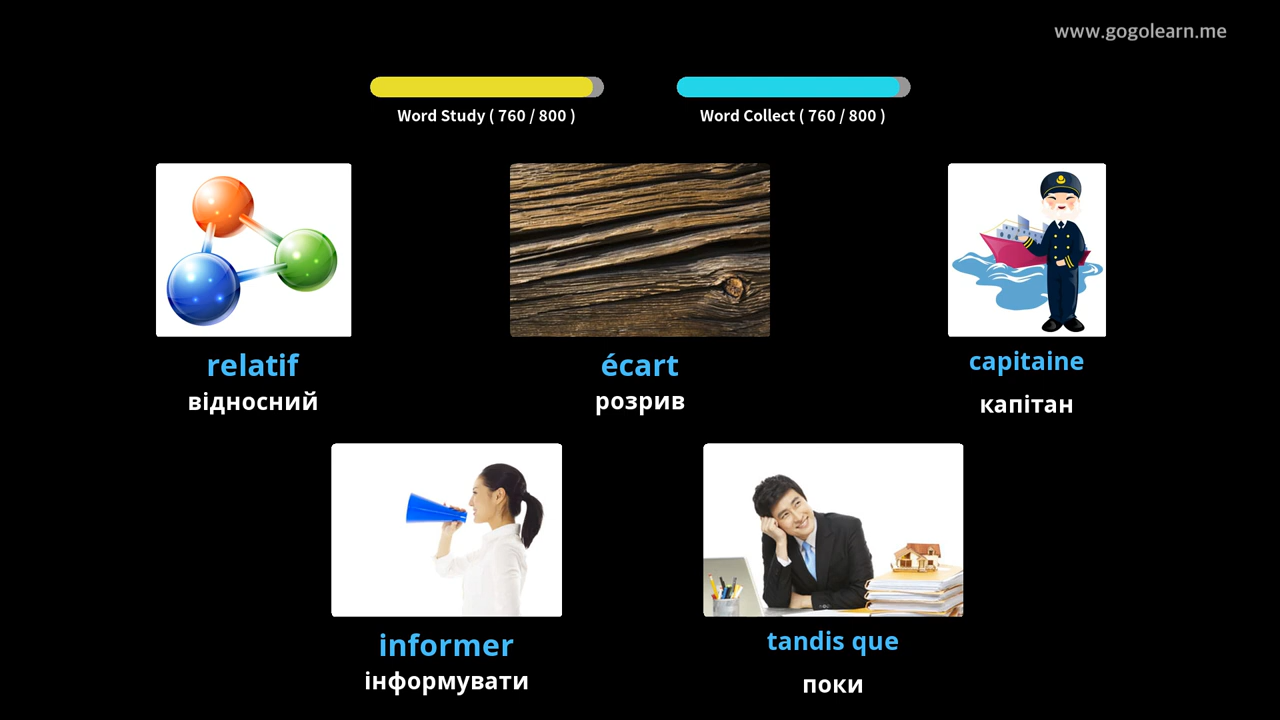 www.gogolearn.me
Word Study ( 760 / 800 )
Word Collect ( 760 / 800 )
relatif
відносний
écart
розрив
capitaine
капітан
informer
інформувати
tandis que
поки